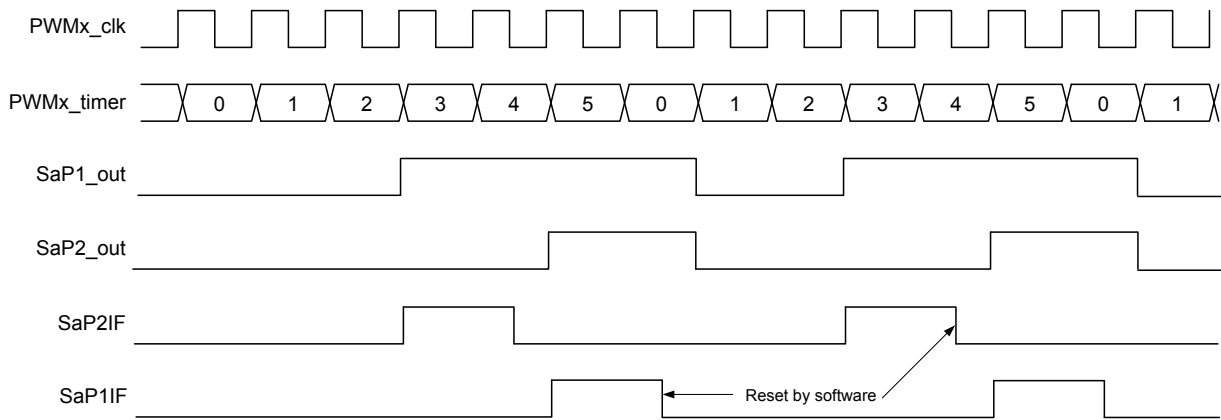 PWMx_clk
PWMx_timer 0 1 2 3 4 5 0 1 2 3 4 5 0 1
SaP1_out
SaP2_out
SaP2IF
SaP1IF Reset by software